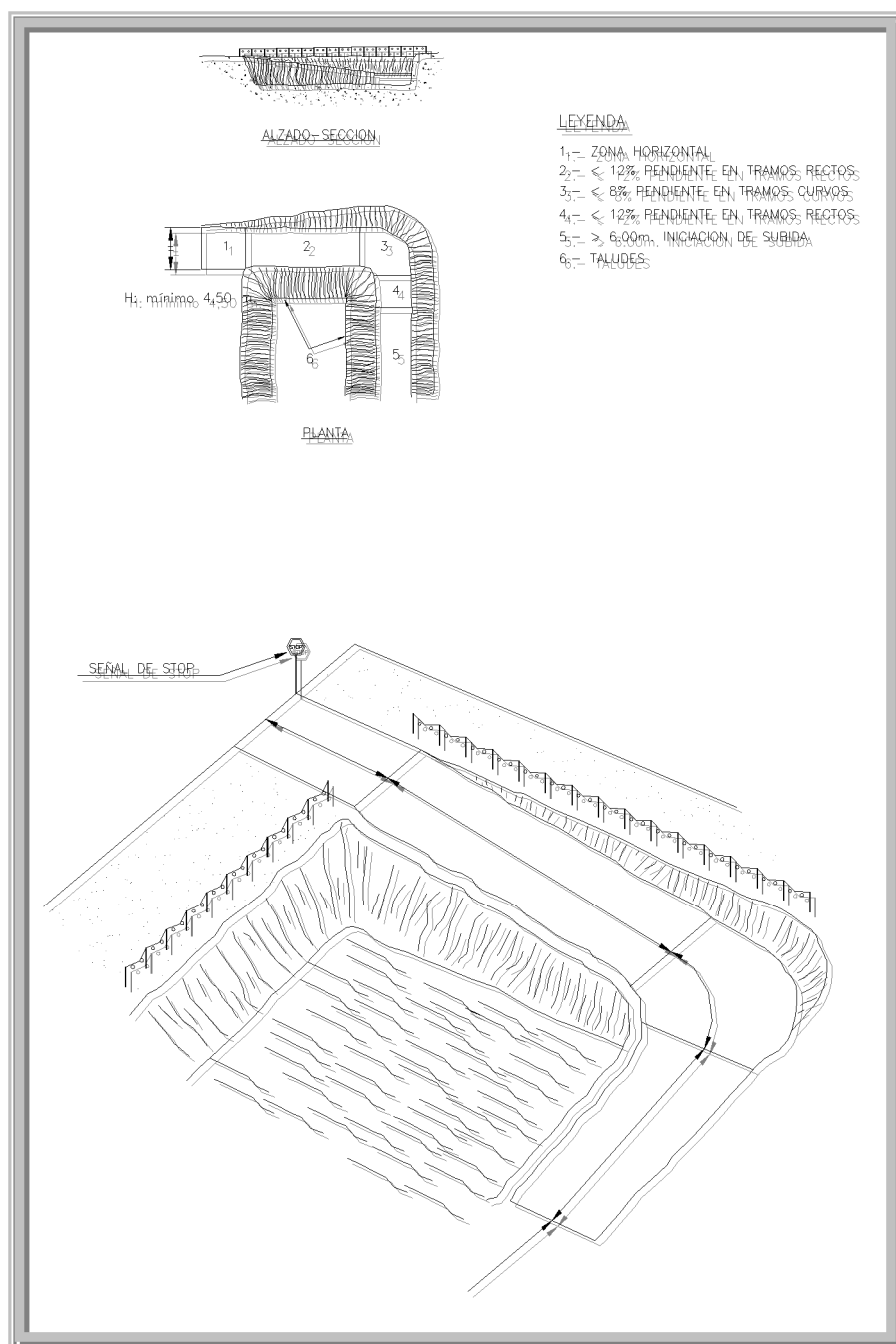 ALZADO-SECCION
LEYENDA
1.- ZONA HORIZONTAL
2.- < 12% PENDIENTE EN TRAMOS RECTOS
3.- < 8% PENDIENTE EN TRAMOS CURVOS
4.- < 12% PENDIENTE EN TRAMOS RECTOS
5.- > 6.00m. INICIACION DE SUBIDA
6.- TALUDES
1 2 3
4
H: mínimo 4,50
5
6
PLANTA
STOP
SEÑAL DE STOP